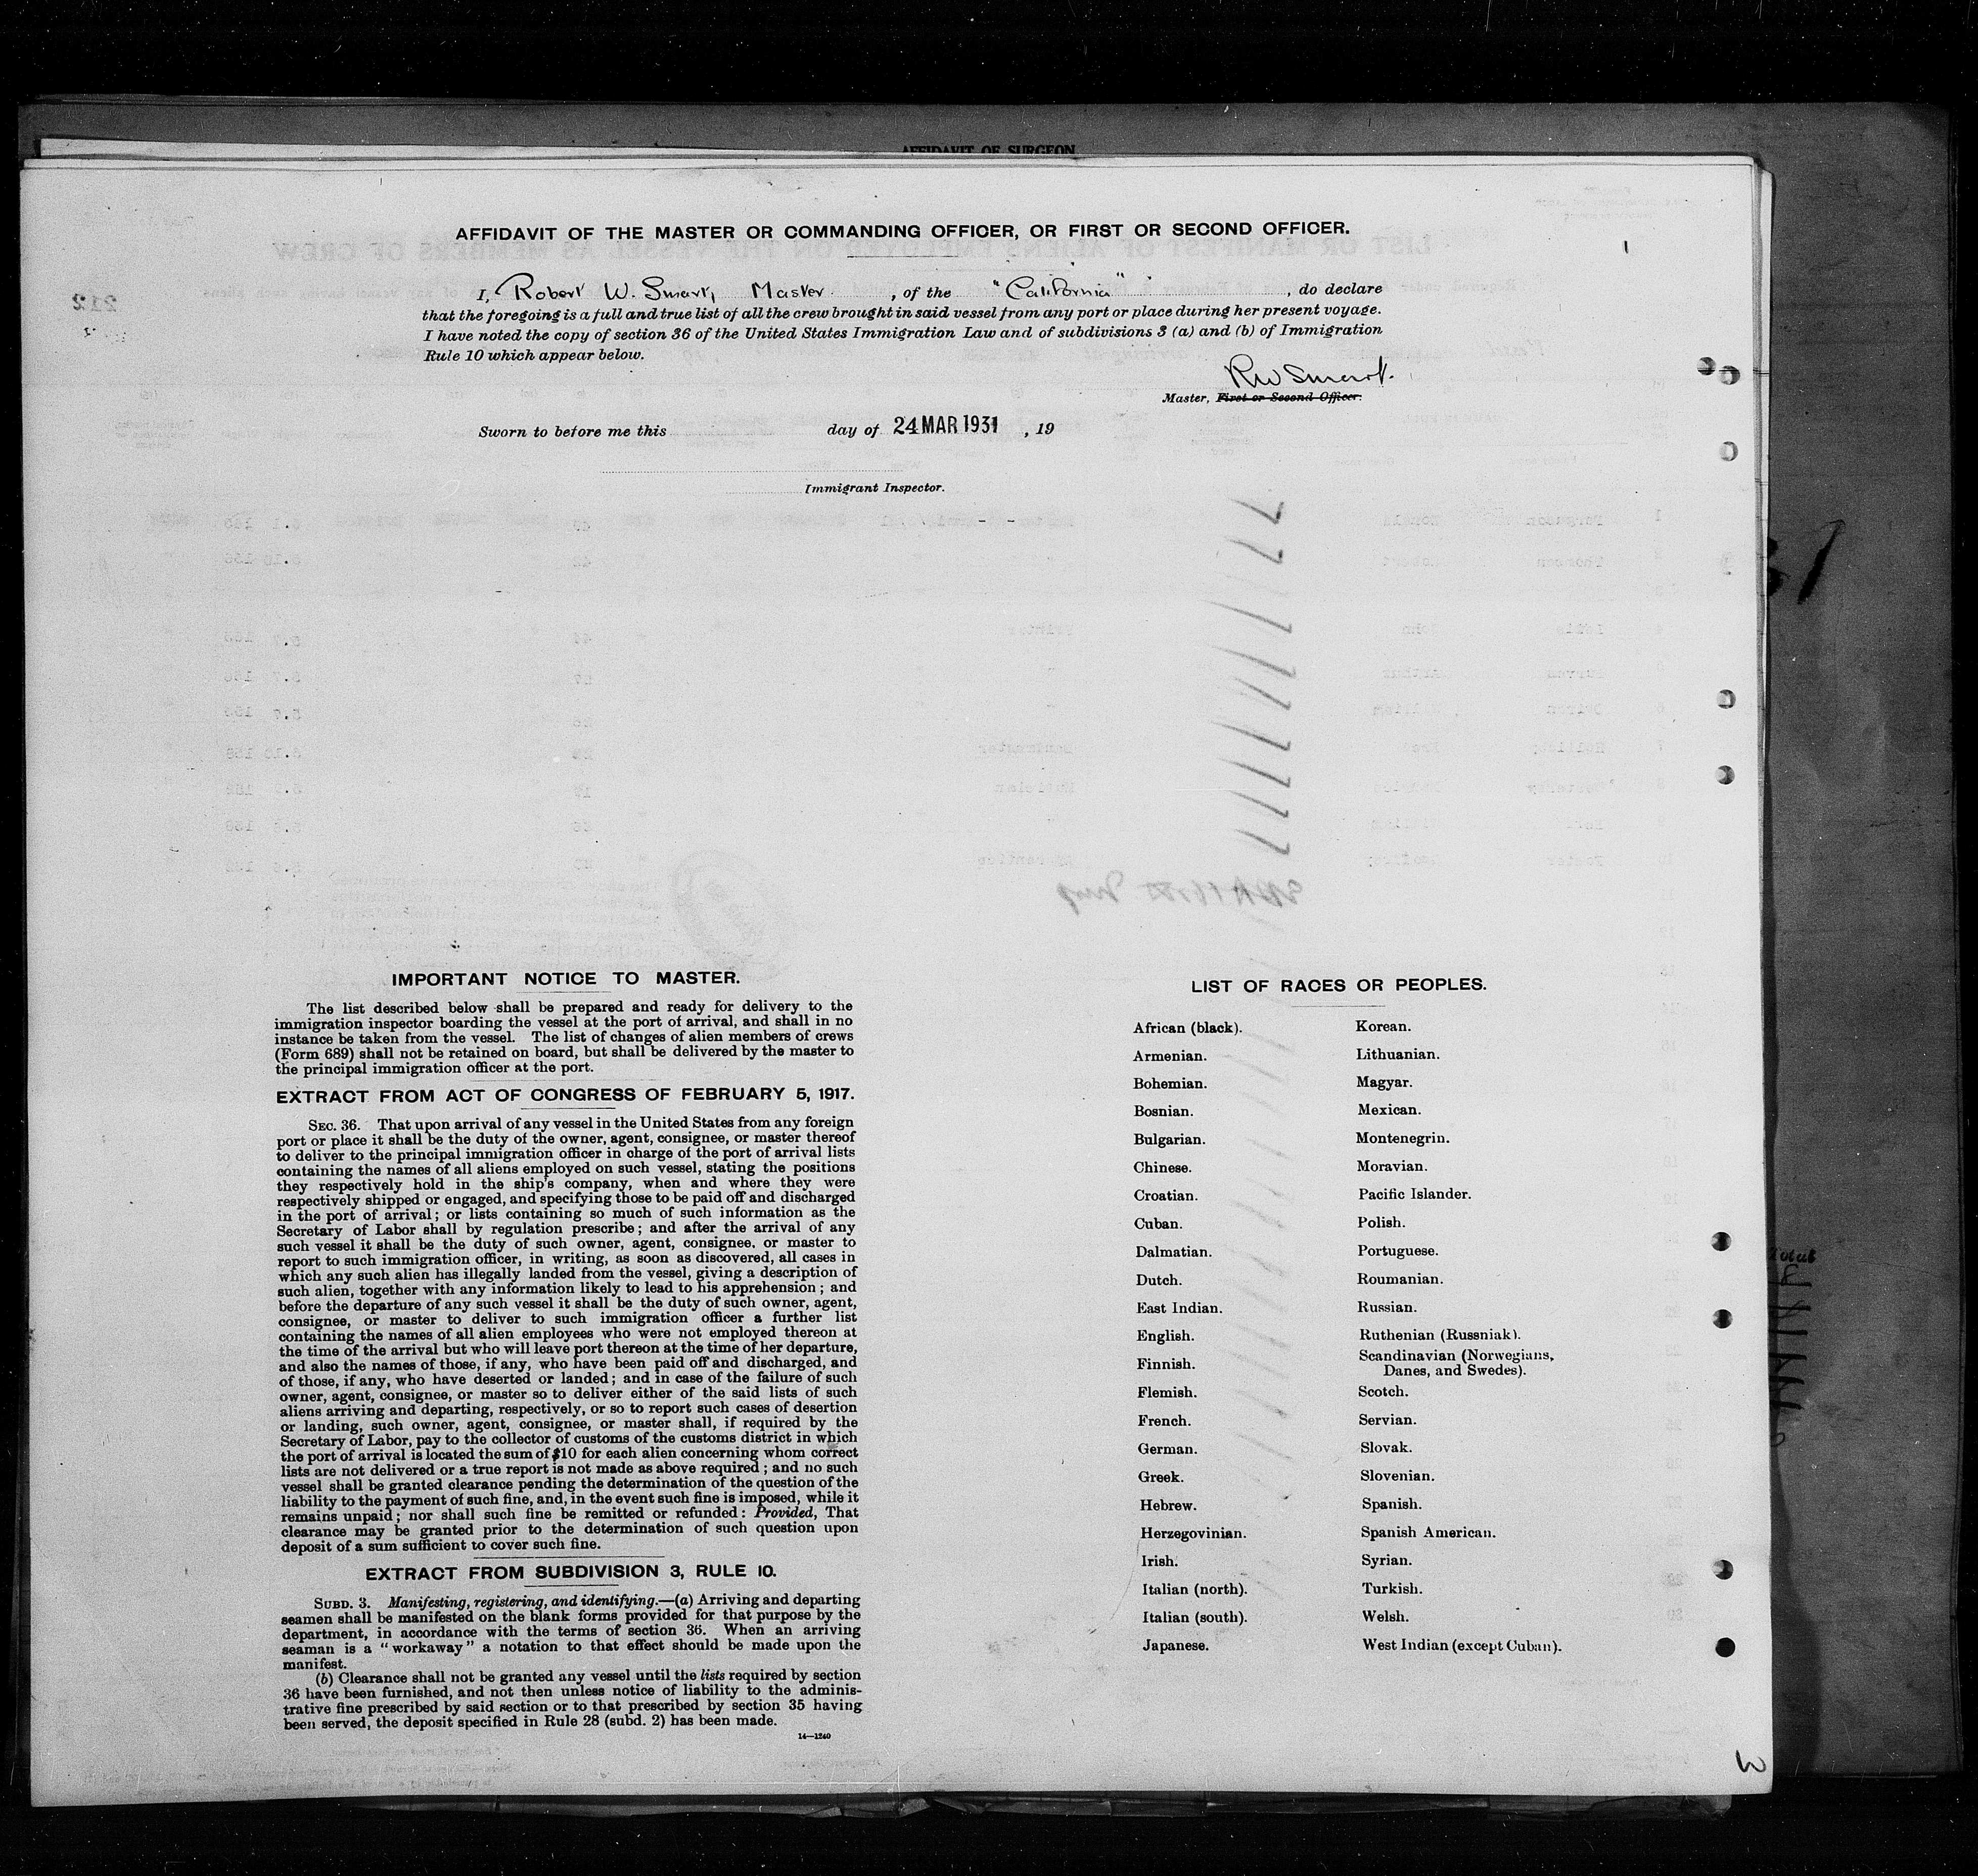 AFFIDAVIT OF SURGEON
AFFIDAVIT OF THE MASTER OR COMMANDING OFFICER, OR FIRST OR SECOND OFFICER.
I, Robert W. Smart, Master , of the "California" , do declare
that the foregoing is a full and true list of all the crew brought in said vessel from any port or place during her present voyage.
I have noted the copy of section 36 of the United States Immigration Law and of subdivisions 3 (a) and (b) of Immigration
Rule 10 which appear below.
RW Smart.
Master, First or Second Officer.
Sworn to before me this day of 24 MAR 1931 , 19
Immigrant Inspector.
IMPORTANT NOTICE TO MASTER.
The list described below shall be prepared and ready for delivery to the
immigration inspector boarding the vessel at the port of arrival, and shall in no
instance be taken from the vessel. The list of changes of alien members of crews
(Form 689) shall not be retained on board, but shall be delivered by the master to
the principal immigration officer at the port.
EXTRACT FROM ACT OF CONGRESS OF FEBRUARY 5, 1917.
SEC. 36. That upon arrival of any vessel in the United States from any foreign
port or place it shall be the duty of the owner, agent, consignee, or master thereof
to deliver to the principal immigration officer in charge of the port of arrival lists
containing the names of all aliens employed on such vessel, stating the positions
they respectively hold in the ship's company, when and where they were
respectively shipped or engaged, and specifying those to be paid off and discharged
in the port of arrival; or lists containing so much of such information as the
Secretary of Labor shall by regulation prescribe; and after the arrival of any
such vessel it shall be the duty of such owner, agent, consignee, or master to
report to such immigration officer, in writing, as soon as discovered, all cases in
which any such alien has illegally landed from the vessel, giving a description of
such alien, together with any information likely to lead to his apprehension; and
before the departure of any such vessel it shall be the duty of such owner, agent,
consignee, or master to deliver to such immigration officer a further list
containing the names of all alien employees who were not employed thereon at
the time of the arrival but who will leave port thereon at the time of her departure,
and also the names of those, if any, who have been paid off and discharged, and
of those, if any, who have deserted or landed; and in case of the failure of such
owner, agent, consignee, or master so to deliver either of the said lists of such
aliens arriving and departing, respectively, or so to report such cases of desertion
or landing, such owner, agent, consignee, or master shall, if required by the
Secretary of Labor, pay to the collector of customs of the customs district in which
the port of arrival is located the sum of $10 for each alien concerning whom correct
lists are not delivered or a true report is not made as above required; and no such
vessel shall be granted clearance pending the determination of the question of the
liability to the payment of such fine, and, in the event such fine is imposed, while it
remains unpaid; nor shall such fine be remitted or refunded: Provided, That
clearance may be granted prior to the determination of such question upon
deposit of a sum sufficient to cover such fine.
EXTRACT FROM SUBDIVISION 3, RULE 10.
SUBD. 3. Manifesting, registering, and identifying.—(a) Arriving and departing
seamen shall be manifested on the blank forms provided for that purpose by the
department, in accordance with the terms of section 36. When an arriving
seaman is a "workaway" a notation to that effect should be made upon the
manifest.
(b) Clearance shall not be granted any vessel until the lists required by section
36 have been furnished, and not then unless notice of liability to the adminis-
trative fine prescribed by said section or to that prescribed by section 35 having
been served, the deposit specified in Rule 28 (subd. 2) has been made.
14—1240
LIST OF RACES OR PEOPLES.
African (black). Korean.
Armenian. Lithuanian.
Bohemian. Magyar.
Bosnian. Mexican.
Bulgarian. Montenegrin.
Chinese. Moravian.
Croatian. Pacific Islander.
Cuban. Polish.
Dalmatian. Portuguese.
Dutch. Roumanian.
East Indian. Russian.
English. Ruthenian (Russniak).
Finnish. Scandinavian (Norwegians,
Danes, and Swedes).
Flemish. Scotch.
French. Servian.
German. Slovak.
Greek. Slovenian.
Hebrew. Spanish.
Herzegovinian. Spanish American.
Irish. Syrian.
Italian (north). Turkish.
Italian (south). Welsh.
Japanese. West Indian (except Cuban).